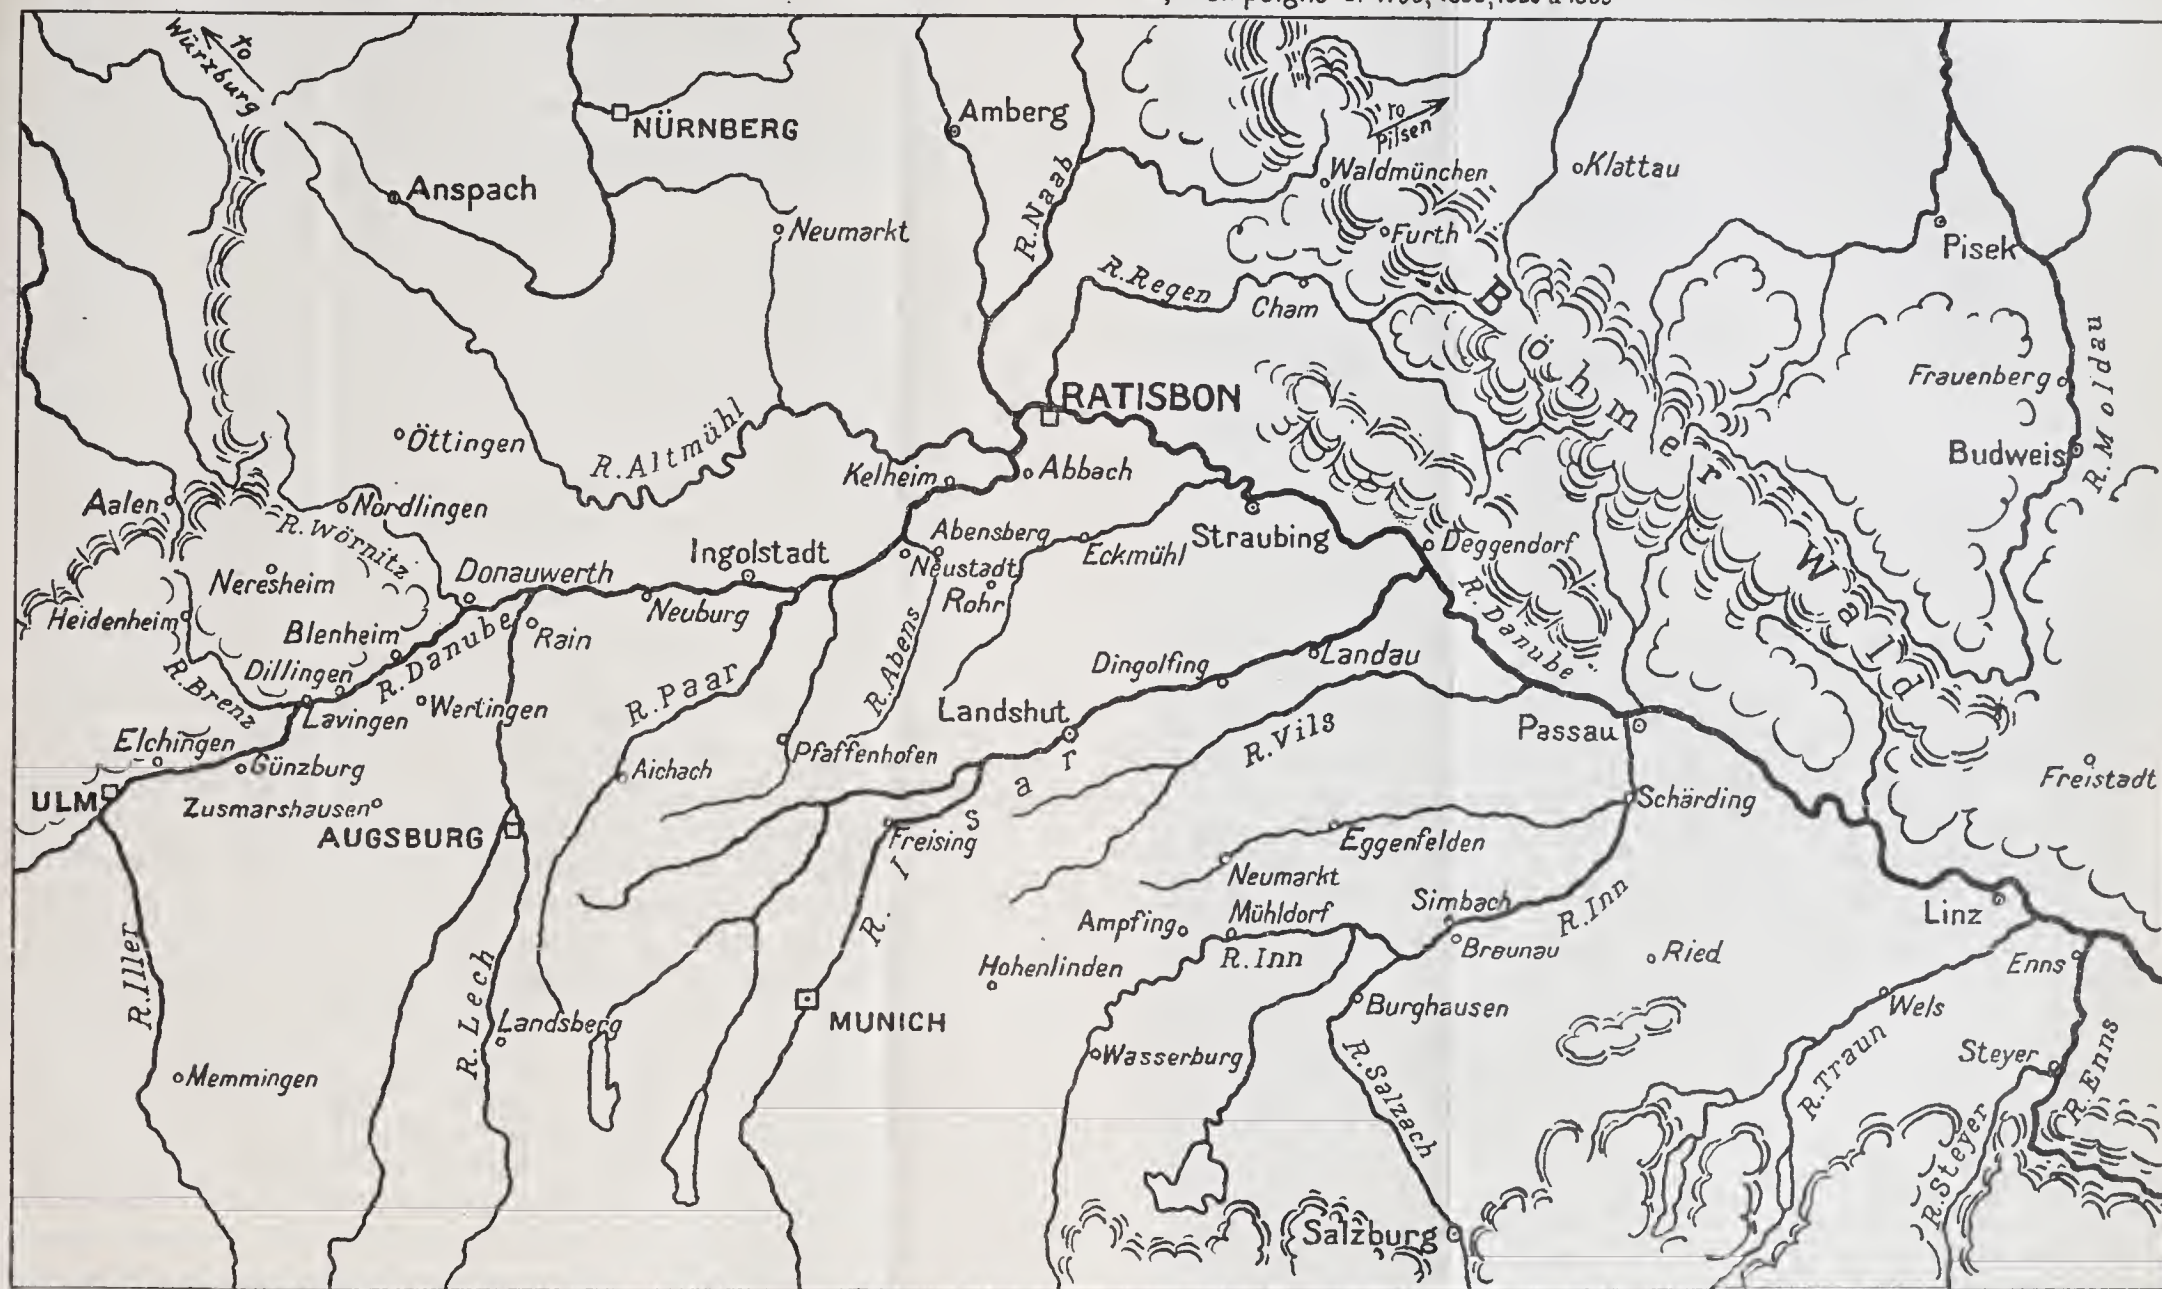 to
Würzburg
NÜRNBERG
Amberg
to
Pilsen
Klattau
Waldmünchen
Anspach
Neumarkt
R. Naab
Furth
Pisek
R. Regen
Cham
Böhmer Wald
R. Moldau
Frauenberg
RATISBON
Öttingen
R. Altmühl
Budweis
Kelheim
Abbach
Aalen
Nordlingen
R. Wörnitz
Straubing
Abensberg
Eckmühl
Deggendorf
Ingolstadt
Neustadt
Neresheim
Donauwerth
Rohr
Heidenheim
Neuburg
Blenheim
R. Danube
Rain
R. Danube
Dillingen
R. Abens
Dingolfing
Landau
R. Brenz
Lavingen
Wertingen
R. Paar
Landshut
Passau
Elchingen
Günzburg
Pfaffenhofen
R. Vils
Aichach
Freistadt
ULM
Zusmarshausen
Schärding
AUGSBURG
Freising
R. Isar
Eggenfelden
Neumarkt
Simbach
R. Inn
Linz
Ampfing
Mühldorf
R. Iller
R. Lech
Hohenlinden
R. Inn
Braunau
Ried
Enns
Burghausen
Wels
MUNICH
Landsberg
Wasserburg
R. Salzach
R. Traun
Steyer
R. Enns
Memmingen
R. Steyer
Salzburg